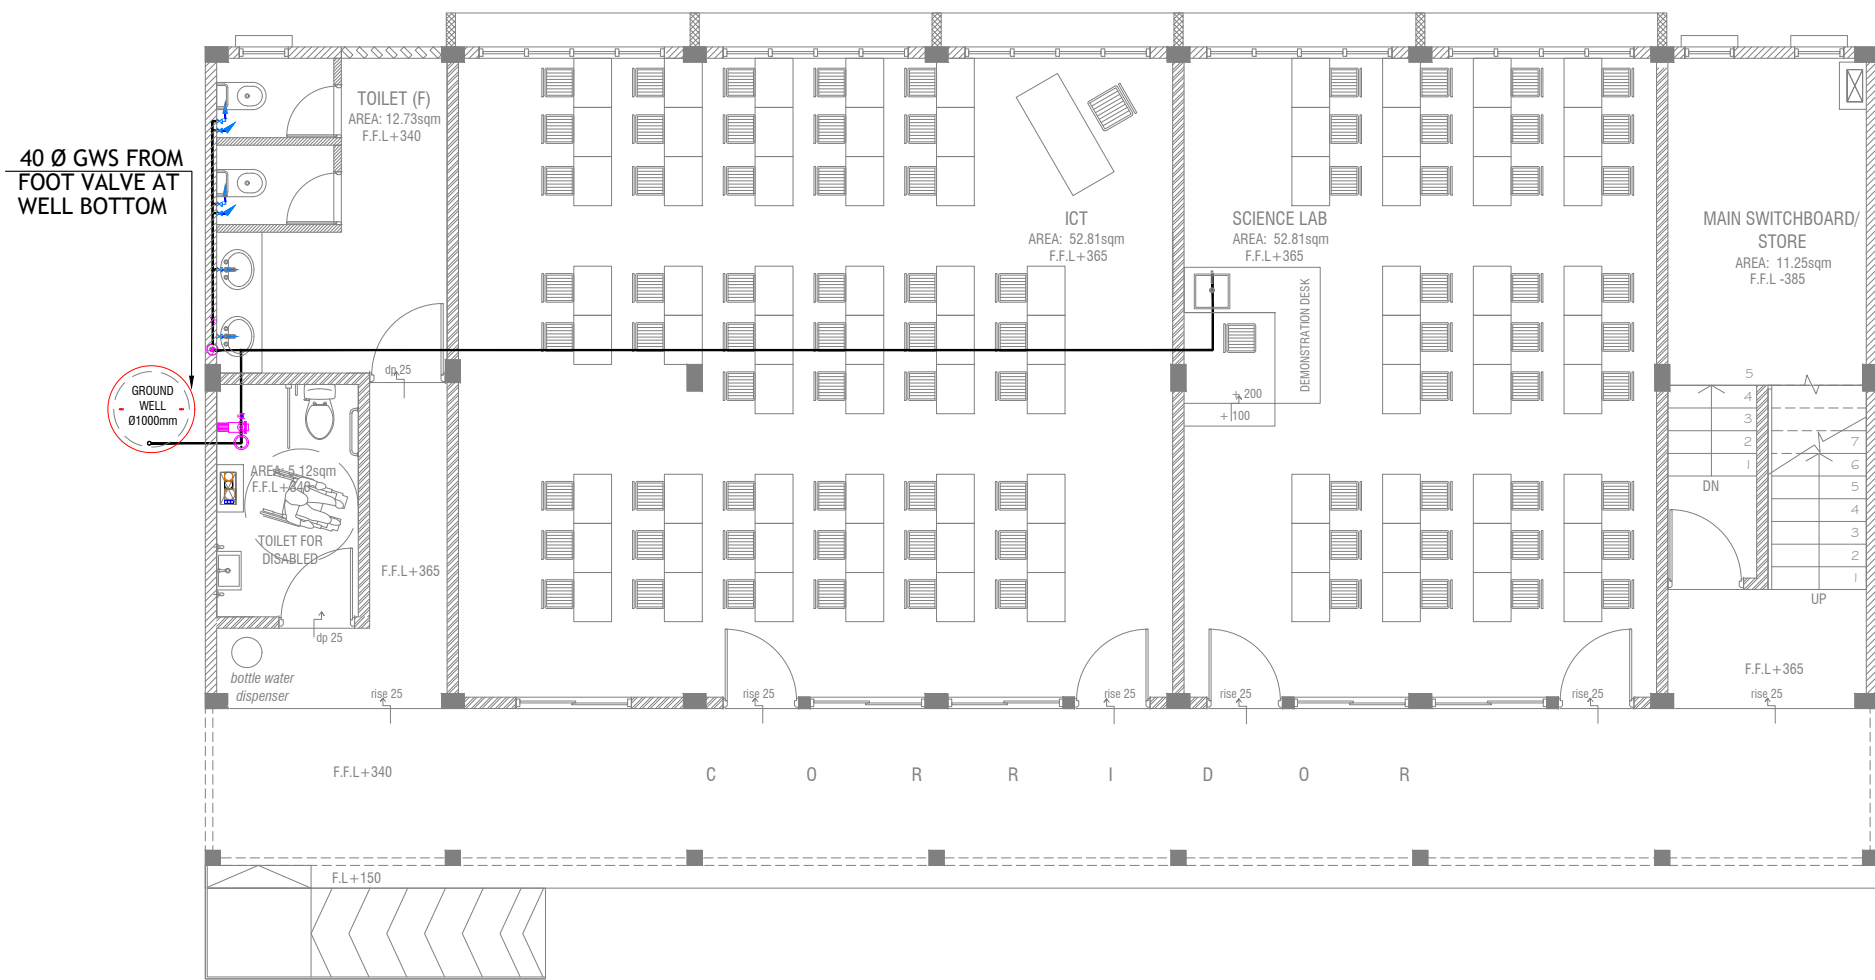 40 Ø GWS FROM
FOOT VALVE AT
WELL BOTTOM
TOILET (F)
AREA: 12.73sqm
F.F.L+340
ICT
AREA: 52.81sqm
F.F.L+365
SCIENCE LAB
AREA: 52.81sqm
F.F.L+365
MAIN SWITCHBOARD/
STORE
AREA: 11.25sqm
F.F.L -385
DEMONSTRATION DESK
+ 200
+ 100
GROUND
WELL
Ø1000mm
dp 25
AREA: 5.12sqm
F.F.L+340
TOILET FOR
DISABLED
F.F.L+365
dp 25
bottle water
dispenser
5
4
3
2
1
DN
7
6
5
4
3
2
1
UP
F.F.L+365
rise 25
rise 25
rise 25
rise 25
rise 25
rise 25
F.F.L+340
C O R R I D O R
F.L+150